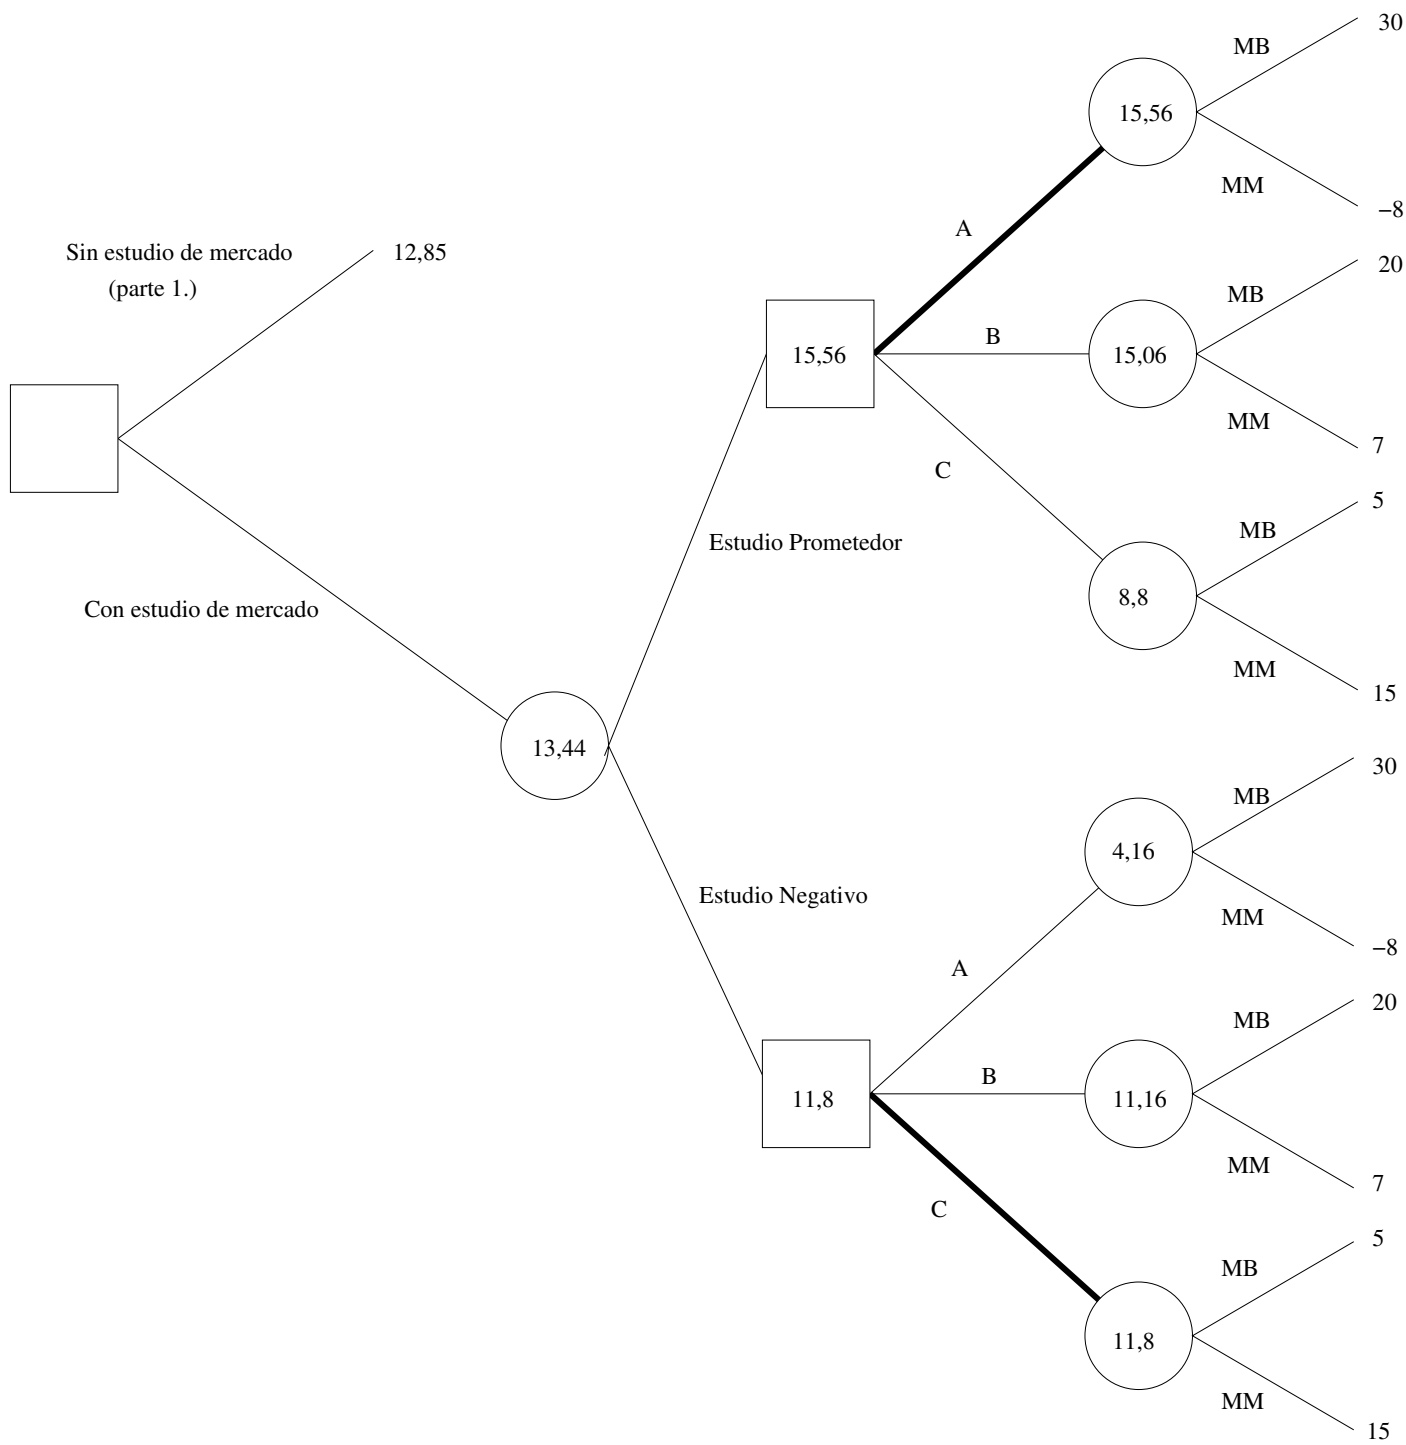 30
MB
15,56
MM
−8
A
Sin estudio de mercado
(parte 1.)
12,85
20
MB
B
15,56
15,06
MM
7
C
5
MB
Estudio Prometedor
8,8
Con estudio de mercado
MM
15
13,44
30
MB
4,16
Estudio Negativo
MM
−8
A
20
MB
B
11,8
11,16
MM
7
C
5
MB
11,8
MM
15